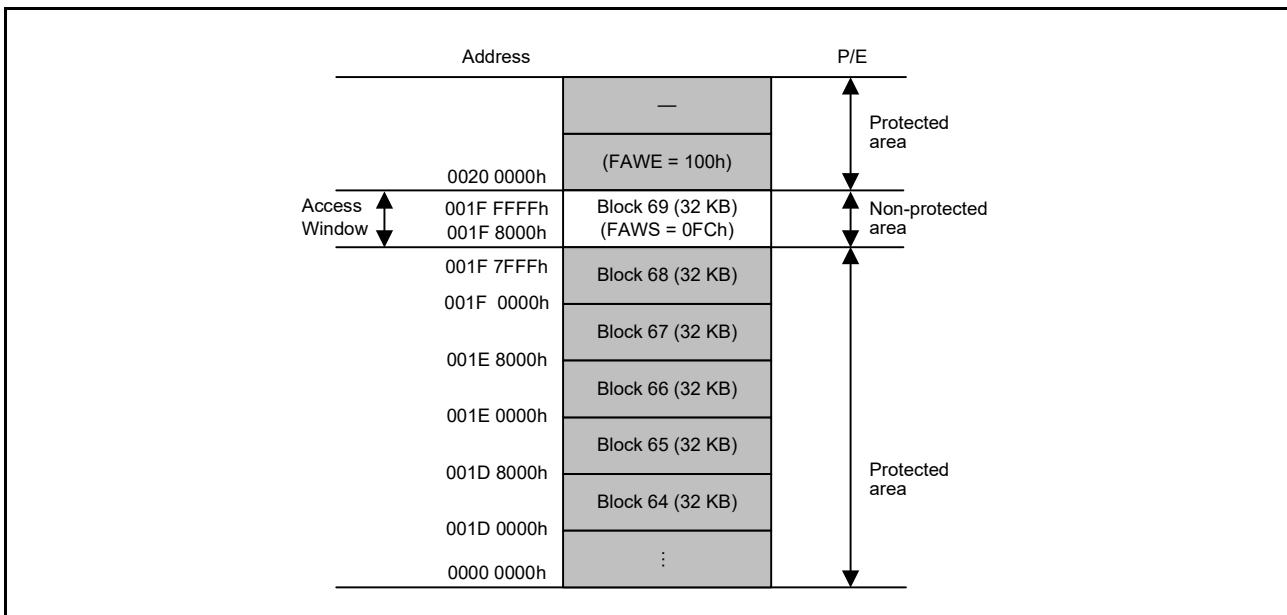 Address P/E
—
Protected
area
(FAWE = 100h)
0020 0000h
Access
Window
001F FFFFh
001F 8000h
Block 69 (32 KB)
(FAWS = 0FCh)
Non-protected
area
001F 7FFFh
Block 68 (32 KB)
001F 0000h
Block 67 (32 KB)
001E 8000h
Block 66 (32 KB)
001E 0000h
Block 65 (32 KB)
001D 8000h
Protected
area
Block 64 (32 KB)
001D 0000h
⋮
0000 0000h